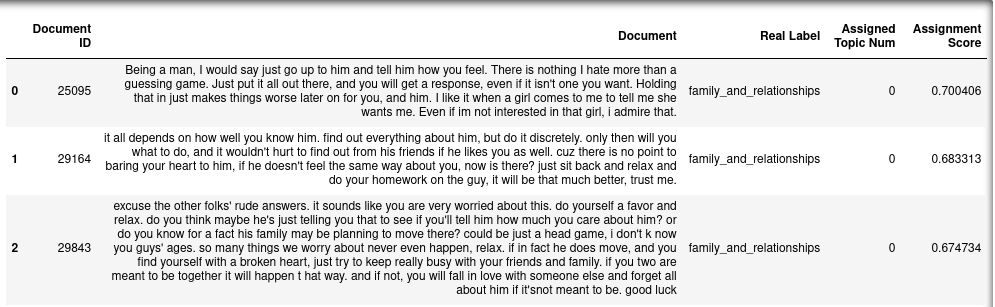 Document ID Document Real Label Assigned Topic Num Assignment Score
0 25095 Being a man, I would say just go up to him and tell him how you feel. There is nothing I hate more than a
guessing game. Just put it all out there, and you will get a response, even if it isn't one you want. Holding
that in just makes things worse later on for you, and him. I like it when a girl comes to me to tell me she
wants me. Even if im not interested in that girl, i admire that. family_and_relationships 0 0.700406
1 29164 it all depends on how well you know him. find out everything about him, but do it discretely. only then will you
what to do, and it wouldn't hurt to find out from his friends if he likes you as well. cuz there is no point to
baring your heart to him, if he doesn't feel the same way about you, now is there? just sit back and relax and
do your homework on the guy, it will be that much better, trust me. family_and_relationships 0 0.683313
2 29843 excuse the other folks' rude answers. it sounds like you are very worried about this. do yourself a favor and
relax. do you think maybe he's just telling you that to see if you'll tell him how much you care about him? or
do you know for a fact his family may be planning to move there? could be just a head game, i don't k now
you guys' ages. so many things we worry about never even happen, relax. if in fact he does move, and you
find yourself with a broken heart, just try to keep really busy with your friends and family. if you two are
meant to be together it will happen t hat way. and if not, you will fall in love with someone else and forget all
about him if it'snot meant to be. good luck family_and_relationships 0 0.674734